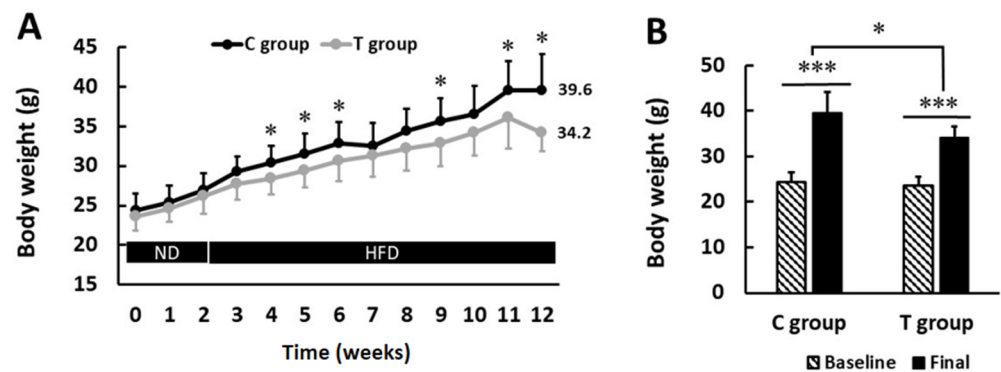 A
C group T group
Body weight (g)
45
40
35
30
25
20
15
* * * * * *
39.6
34.2
ND HFD
0 1 2 3 4 5 6 7 8 9 10 11 12
Time (weeks)
B
Body weight (g)
50
40
30
20
10
0
*
***
***
C group T group
Baseline Final